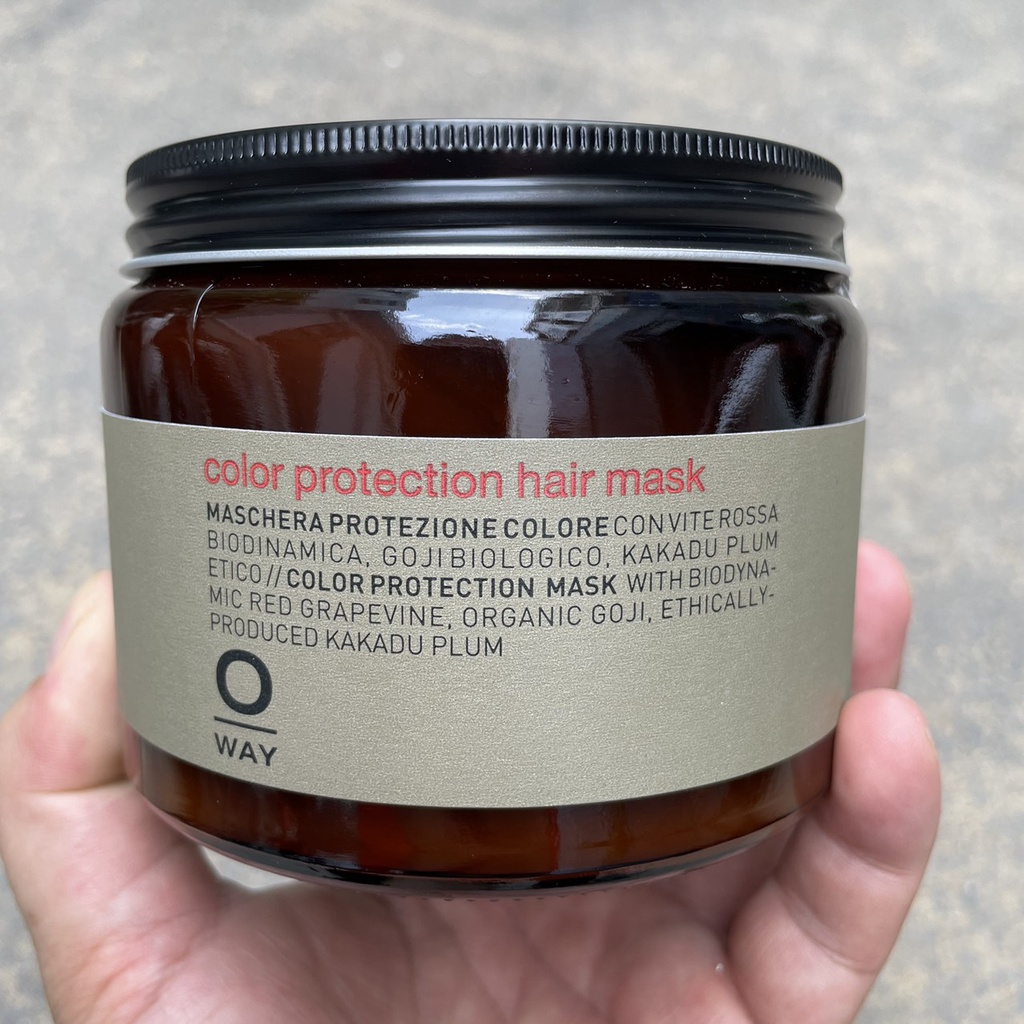 color protection hair mask
MASCHERA PROTEZIONE COLORE CON VITE ROSSA
BIODINAMICA, GOJI BIOLOGICO, KAKADU PLUM
ETICO // COLOR PROTECTION MASK WITH BIODYNA-
MIC RED GRAPEVINE, ORGANIC GOJI, ETHICALLY-
PRODUCED KAKADU PLUM
O
WAY